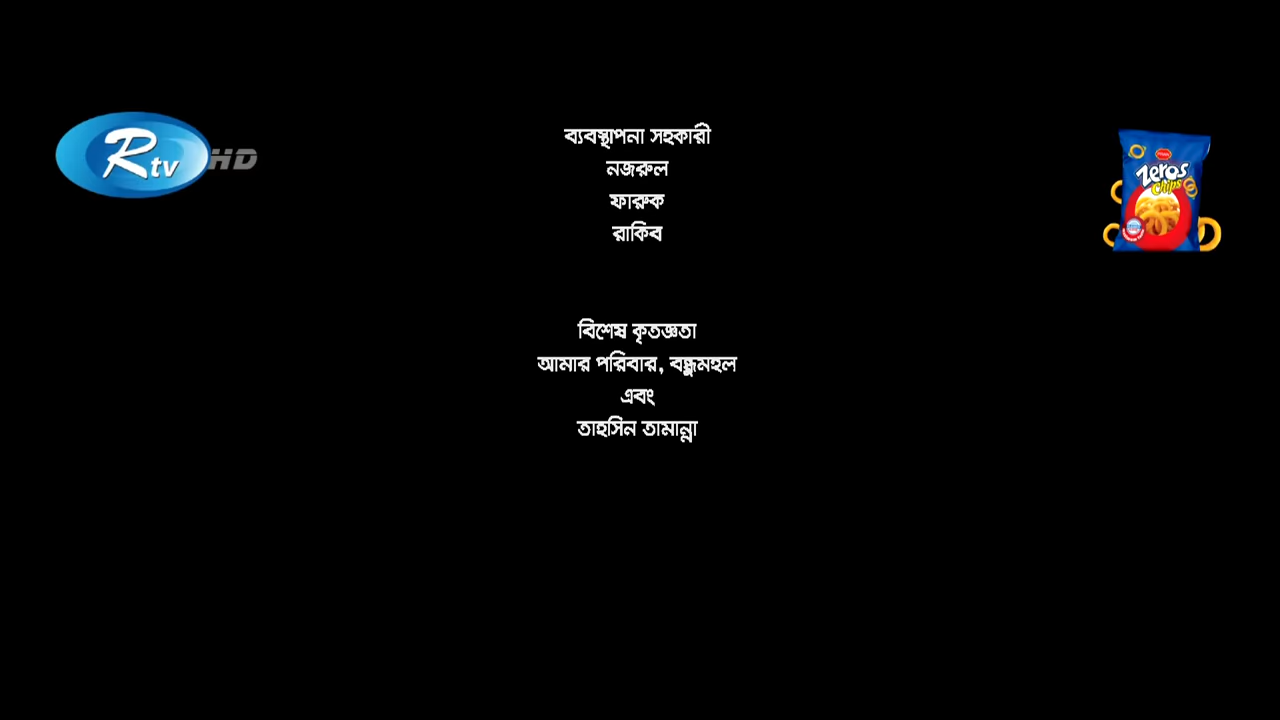 Rtv HD
ব্যবস্থাপনা সহকারী
নজরুল
ফারুক
রাকিব
Zeros
Chips
বিশেষ কৃতজ্ঞতা
আমার পরিবার, বন্ধুমহল
এবং
তাহসিন তামান্না